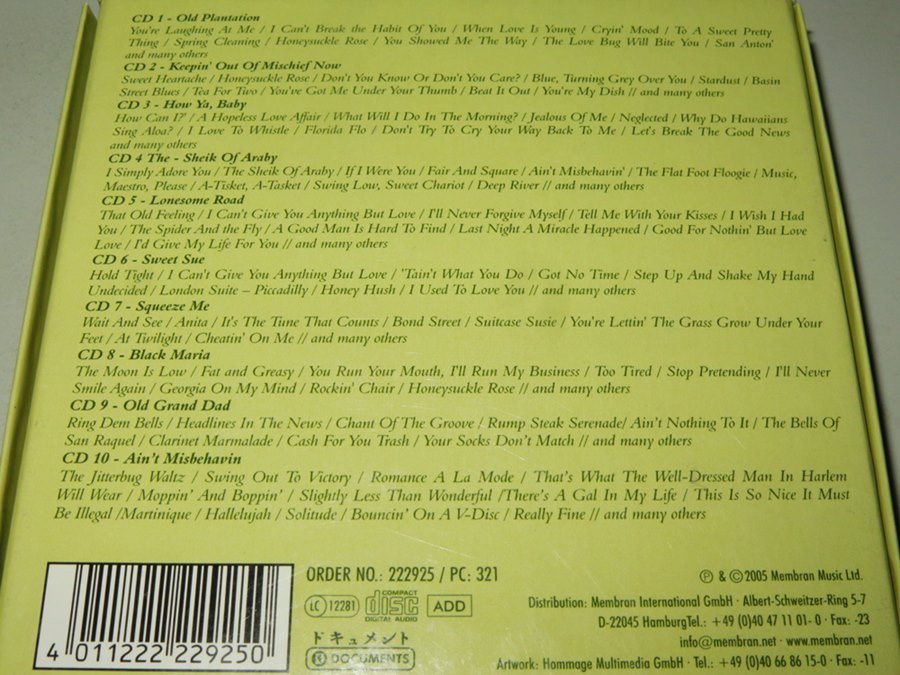 CD 1 - Old Plantation
You're Laughing At Me / I Can't Break the Habit Of You / When Love Is Young / Cryin' Mood / To A Sweet Pretty
Thing / Spring Cleaning / Honeysuckle Rose / You Showed Me The Way / The Love Bug Will Bite You / San Anton'
and many others
CD 2 - Keepin' Out Of Mischief Now
Sweet Heartache / Honeysuckle Rose / Don't You Know Or Don't You Care? / Blue, Turning Grey Over You / Stardust / Basin
Street Blues / Tea For Two / You've Got Me Under Your Thumb / Beat It Out / You're My Dish // and many others
CD 3 - How Ya, Baby
How Can I?' / A Hopeless Love Affair / What Will I Do In The Morning? / Jealous Of Me / Neglected / Why Do Hawaiians
Sing Aloa? / I Love To Whistle / Florida Flo / Don't Try To Cry Your Way Back To Me / Let's Break The Good News
and many others
CD 4 The - Sheik Of Araby
I Simply Adore You / The Sheik Of Araby / If I Were You / Fair And Square / Ain't Misbehavin' / The Flat Foot Floogie / Music,
Maestro, Please / A-Tisket, A-Tasket / Swing Low, Sweet Chariot / Deep River // and many others
CD 5 - Lonesome Road
That Old Feeling / I Can't Give You Anything But Love / I'll Never Forgive Myself / Tell Me With Your Kisses / I Wish I Had
You / The Spider And the Fly / A Good Man Is Hard To Find / Last Night A Miracle Happened / Good For Nothin' But Love
Love / I'd Give My Life For You // and many others
CD 6 - Sweet Sue
Hold Tight / I Can't Give You Anything But Love / 'Tain't What You Do / Got No Time / Step Up And Shake My Hand
Undecided / London Suite – Piccadilly / Honey Hush / I Used To Love You // and many others
CD 7 - Squeeze Me
Wait And See / Anita / It's The Tune That Counts / Bond Street / Suitcase Susie / You're Lettin' The Grass Grow Under Your
Feet / At Twilight / Cheatin' On Me // and many others
CD 8 - Black Maria
The Moon Is Low / Fat and Greasy / You Run Your Mouth, I'll Run My Business / Too Tired / Stop Pretending / I'll Never
Smile Again / Georgia On My Mind / Rockin' Chair / Honeysuckle Rose // and many others
CD 9 - Old Grand Dad
Ring Dem Bells / Headlines In The News / Chant Of The Groove / Rump Steak Serenade/ Ain't Nothing To It / The Bells Of
San Raquel / Clarinet Marmalade / Cash For You Trash / Your Socks Don't Match // and many others
CD 10 - Ain't Misbehavin
The Jitterbug Waltz / Swing Out To Victory / Romance A La Mode / That's What The Well-Dressed Man In Harlem
Will Wear / Moppin' And Boppin' / Slightly Less Than Wonderful /There's A Gal In My Life / This Is So Nice It Must
Be Illegal /Martinique / Hallelujah / Solitude / Bouncin' On A V-Disc / Really Fine // and many others
ORDER NO.: 222925 / PC: 321
LC 12281 COMPACT disc DIGITAL AUDIO ADD
ドキュメント
DOCUMENTS
4 011222 229250
℗ & ©2005 Membran Music Ltd.
Distribution: Membran International GmbH · Albert-Schweitzer-Ring 5-7
D-22045 HamburgTel.: +49 (0)40 47 11 01- 0 · Fax: -23
info@membran.net · www.membran.net
Artwork: Hommage Multimedia GmbH · Tel.: +49 (0)40 66 86 15-0 · Fax: -11